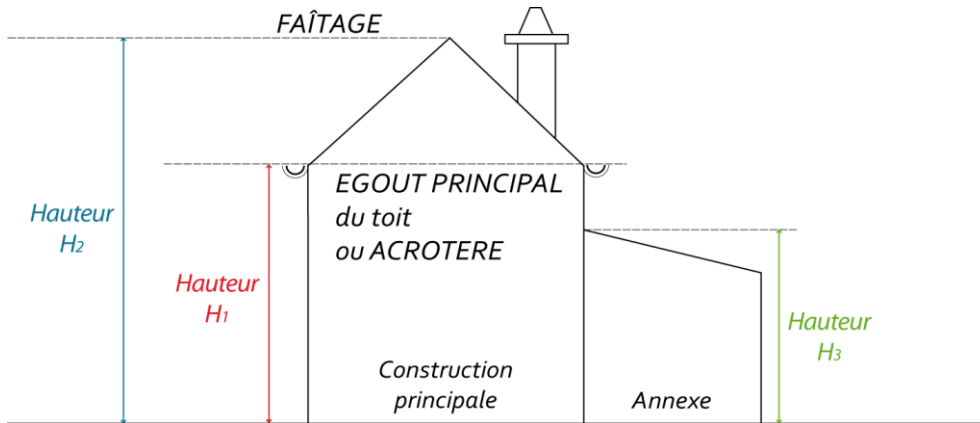 FAÎTAGE
EGOUT PRINCIPAL
du toit
ou ACROTERE
Hauteur
H2
Hauteur
H1
Hauteur
H3
Construction
principale
Annexe